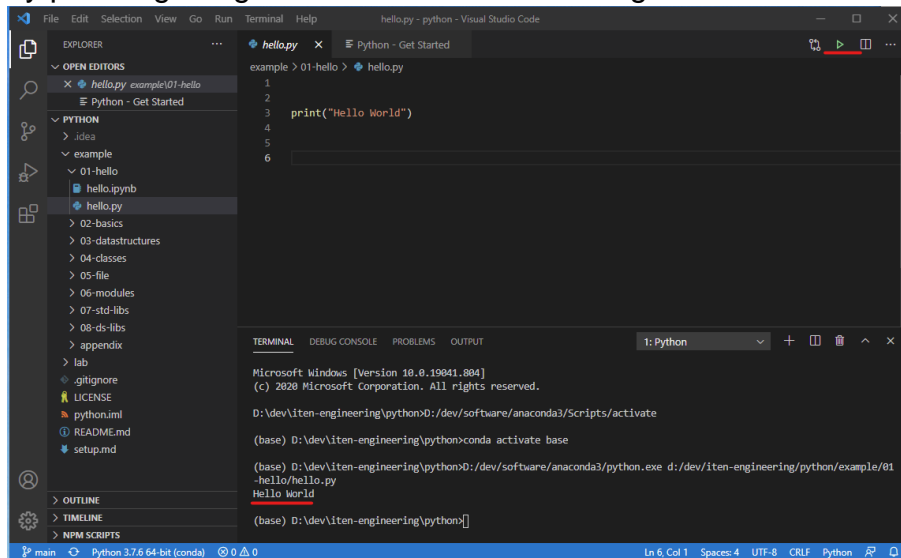 File Edit Selection View Go Run Terminal Help hello.py - python - Visual Studio Code
EXPLORER ...
OPEN EDITORS
hello.py example\01-hello
Python - Get Started
PYTHON
.idea
example
01-hello
hello.ipynb
hello.py
02-basics
03-datastructures
04-classes
05-file
06-modules
07-std-libs
08-ds-libs
appendix
lab
.gitignore
LICENSE
python.iml
README.md
setup.md
OUTLINE
TIMELINE
NPM SCRIPTS
hello.py Python - Get Started
example > 01-hello > hello.py
1
2
3 print("Hello World")
4
5
6
TERMINAL DEBUG CONSOLE PROBLEMS OUTPUT 1: Python
Microsoft Windows [Version 10.0.19041.804]
(c) 2020 Microsoft Corporation. All rights reserved.
D:\dev\iten-engineering\python>D:/dev/software/anaconda3/Scripts/activate
(base) D:\dev\iten-engineering\python>conda activate base
(base) D:\dev\iten-engineering\python>D:/dev/software/anaconda3/python.exe d:/dev/iten-engineering/python/example/01
-hello/hello.py
Hello World
(base) D:\dev\iten-engineering\python>
main Python 3.7.6 64-bit (conda) 0 0 Ln 6, Col 1 Spaces: 4 UTF-8 CRLF Python